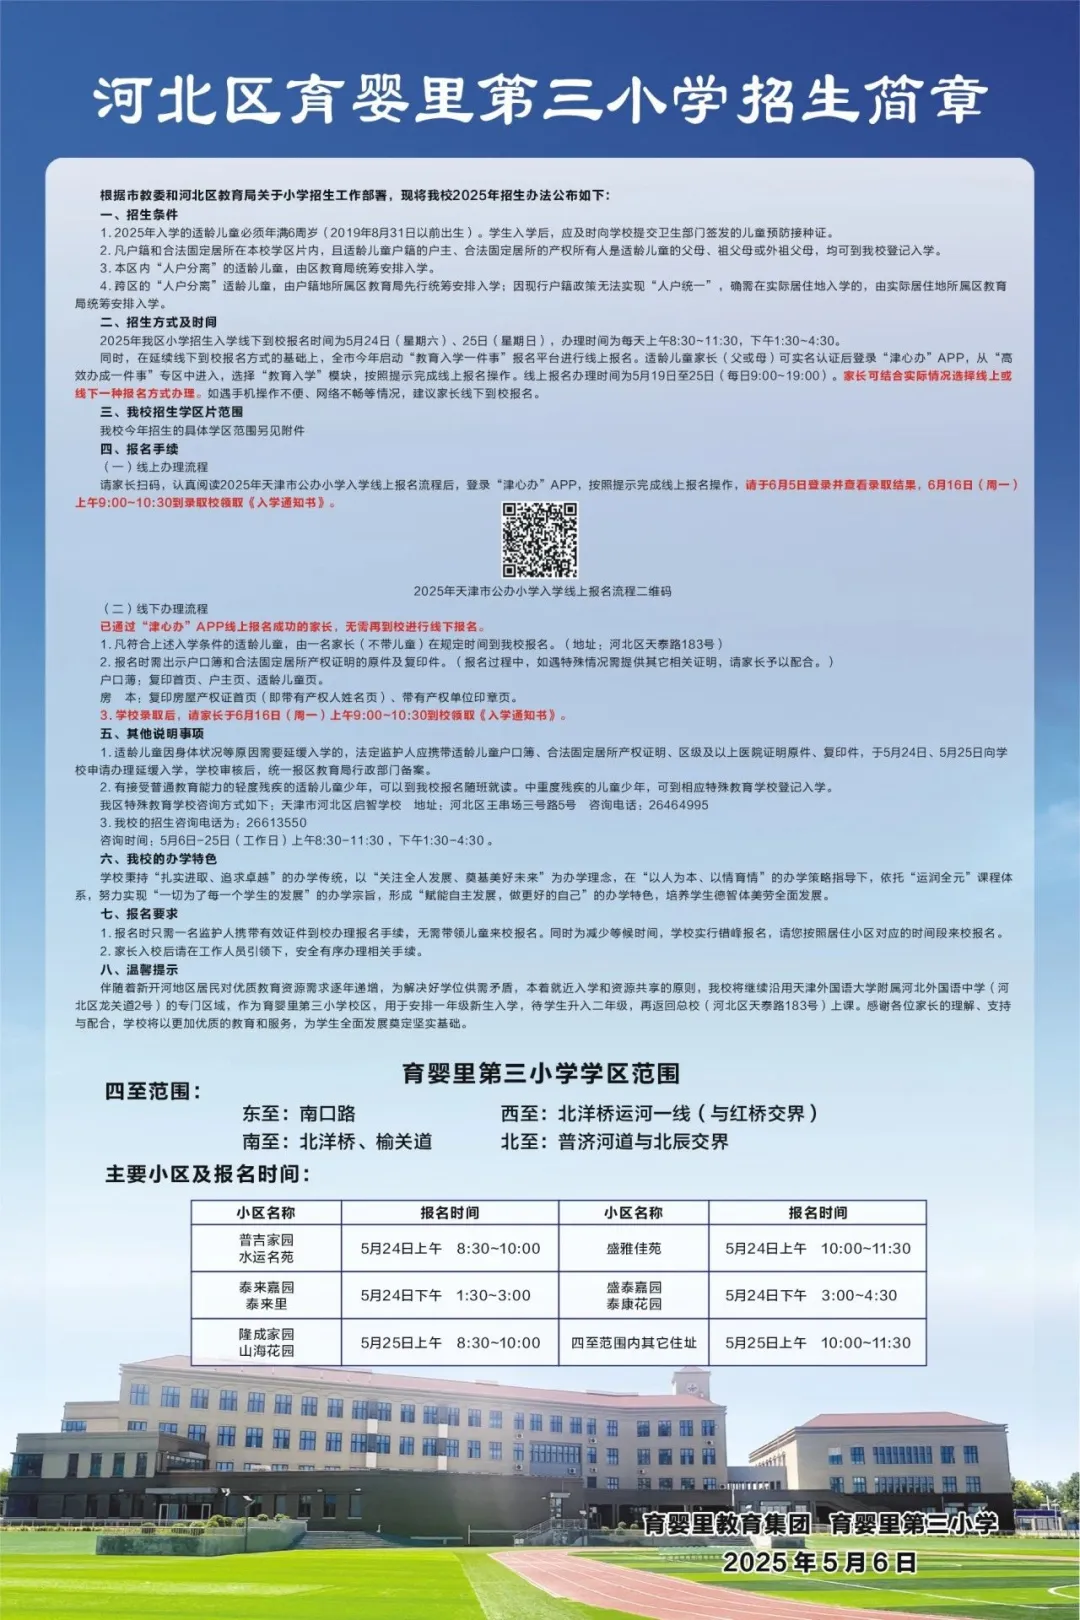 河北区育婴里第三小学招生简章
根据市教委和河北区教育局关于小学招生工作部署，现将我校2025年招生办法公布如下：
一、招生条件
1.2025年入学的适龄儿童必须年满6周岁（2019年8月31日以前出生）。学生入学后，应及时向学校提交卫生部门签发的儿童预防接种证。
2.凡户籍和合法固定居所在本校学区片内，且适龄儿童户籍的户主、合法固定居所的产权所有人是适龄儿童的父母、祖父母或外祖父母，均可到我校登记入学。
3.本区内“人户分离”的适龄儿童，由区教育局统筹安排入学。
4.跨区的“人户分离”适龄儿童，由户籍地所属区教育局先行统筹安排入学；因现行户籍政策无法实现“人户统一”，确需在实际居住地入学的，由实际居住地所属区教育
局统筹安排入学。
二、招生方式及时间
2025年我区小学招生入学线下到校报名时间为5月24日（星期六）、25日（星期日），办理时间为每天上午8:30~11:30，下午1:30~4:30。
同时，在延续线下到校报名方式的基础上，全市今年启动“教育入学一件事”报名平台进行线上报名。适龄儿童家长（父或母）可实名认证后登录“津心办”APP，从“高
效办成一件事”专区中进入，选择“教育入学”模块，按照提示完成线上报名操作。线上报名办理时间为5月19日至25日（每日9:00~19:00）。家长可结合实际情况选择线上或
线下一种报名方式办理。如遇手机操作不便、网络不畅等情况，建议家长线下到校报名。
三、我校招生学区片范围
我校今年招生的具体学区范围另见附件
四、报名手续
（一）线上办理流程
请家长扫码，认真阅读2025年天津市公办小学入学线上报名流程后，登录“津心办”APP，按照提示完成线上报名操作，请于6月5日登录并查看录取结果，6月16日（周一）
上午9:00~10:30到录取校领取《入学通知书》。
2025年天津市公办小学入学线上报名流程二维码
（二）线下办理流程
已通过“津心办”APP线上报名成功的家长，无需再到校进行线下报名。
1.凡符合上述入学条件的适龄儿童，由一名家长（不带儿童）在规定时间到我校报名。（地址：河北区天泰路183号）
2.报名时需出示户口簿和合法固定居所产权证明的原件及复印件。（报名过程中，如遇特殊情况需提供其它相关证明，请家长予以配合。）
户口薄：复印首页、户主页、适龄儿童页。
房　本：复印房屋产权证首页（即带有产权人姓名页）、带有产权单位印章页。
3.学校录取后，请家长于6月16日（周一）上午9:00~10:30到校领取《入学通知书》。
五、其他说明事项
1.适龄儿童因身体状况等原因需要延缓入学的，法定监护人应携带适龄儿童户口簿、合法固定居所产权证明、区级及以上医院证明原件、复印件，于5月24日、5月25日向学
校申请办理延缓入学，学校审核后，统一报区教育局行政部门备案。
2.有接受普通教育能力的轻度残疾的适龄儿童少年，可以到我校报名随班就读。中重度残疾的儿童少年，可到相应特殊教育学校登记入学。
我区特殊教育学校咨询方式如下：天津市河北区启智学校　地址：河北区王串场三号路5号　咨询电话：26464995
3.我校的招生咨询电话为：26613550
咨询时间：5月6日-25日（工作日）上午8:30-11:30，下午1:30-4:30。
六、我校的办学特色
学校秉持“扎实进取、追求卓越”的办学传统，以“关注全人发展、奠基美好未来”为办学理念，在“以人为本、以情育情”的办学策略指导下，依托“运润全元”课程体
系，努力实现“一切为了每一个学生的发展”的办学宗旨，形成“赋能自主发展，做更好的自己”的办学特色，培养学生德智体美劳全面发展。
七、报名要求
1.报名时只需一名监护人携带有效证件到校办理报名手续，无需带领儿童来校报名。同时为减少等候时间，学校实行错峰报名，请您按照居住小区对应的时间段来校报名。
2.家长入校后请在工作人员引领下，安全有序办理相关手续。
八、温馨提示
伴随着新开河地区居民对优质教育资源需求逐年递增，为解决好学位供需矛盾，本着就近入学和资源共享的原则，我校将继续沿用天津外国语大学附属河北外国语中学（河
北区龙关道2号）的专门区域，作为育婴里第三小学校区，用于安排一年级新生入学，待学生升入二年级，再返回总校（河北区天泰路183号）上课。感谢各位家长的理解、支持
与配合，学校将以更加优质的教育和服务，为学生全面发展奠定坚实基础。
育婴里第三小学学区范围
四至范围：
东至：南口路　西至：北洋桥运河一线（与红桥交界）
南至：北洋桥、榆关道　北至：普济河道与北辰交界
主要小区及报名时间：
小区名称　报名时间　小区名称　报名时间
普吉家园
水运名苑　5月24日上午　8:30~10:00　盛雅佳苑　5月24日上午　10:00~11:30
泰来嘉园
泰来里　5月24日下午　1:30~3:00　盛泰嘉园
泰康花园　5月24日下午　3:00~4:30
隆成家园
山海花园　5月25日上午　8:30~10:00　四至范围内其它住址　5月25日上午　10:00~11:30
育婴里教育集团　育婴里第三小学
2025年5月6日